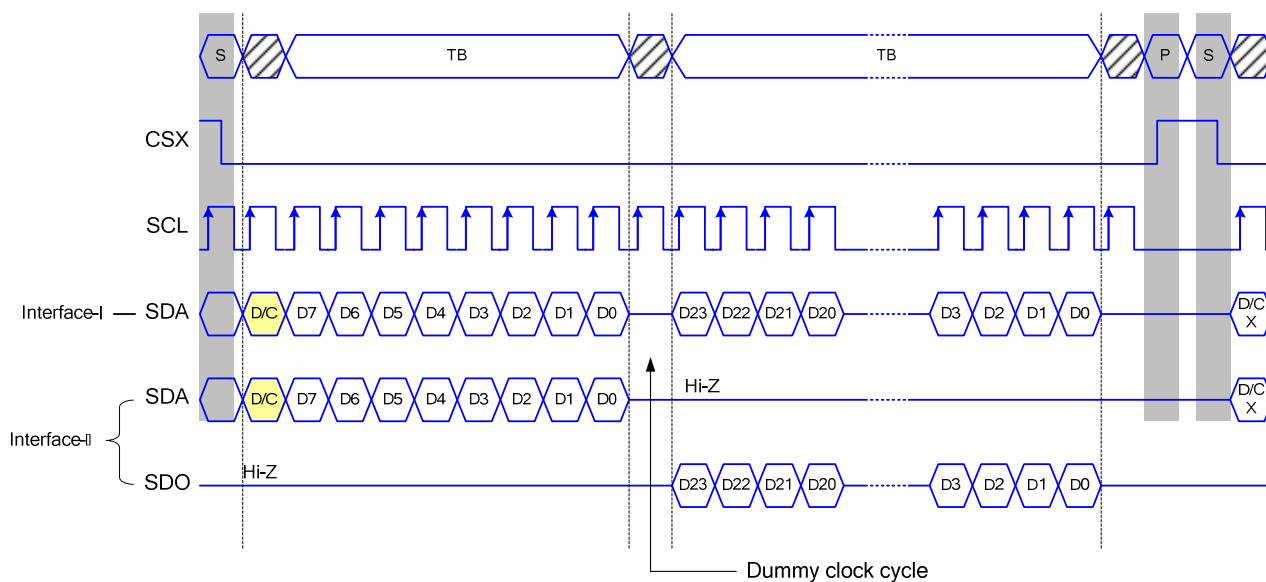 S TB TB P S
CSX
SCL
Interface-I SDA D/C D7 D6 D5 D4 D3 D2 D1 D0 D23 D22 D21 D20 D3 D2 D1 D0 D/C X
SDA D/C D7 D6 D5 D4 D3 D2 D1 D0 Hi-Z D/C X
Interface-
SDO Hi-Z D23 D22 D21 D20 D3 D2 D1 D0
Dummy clock cycle